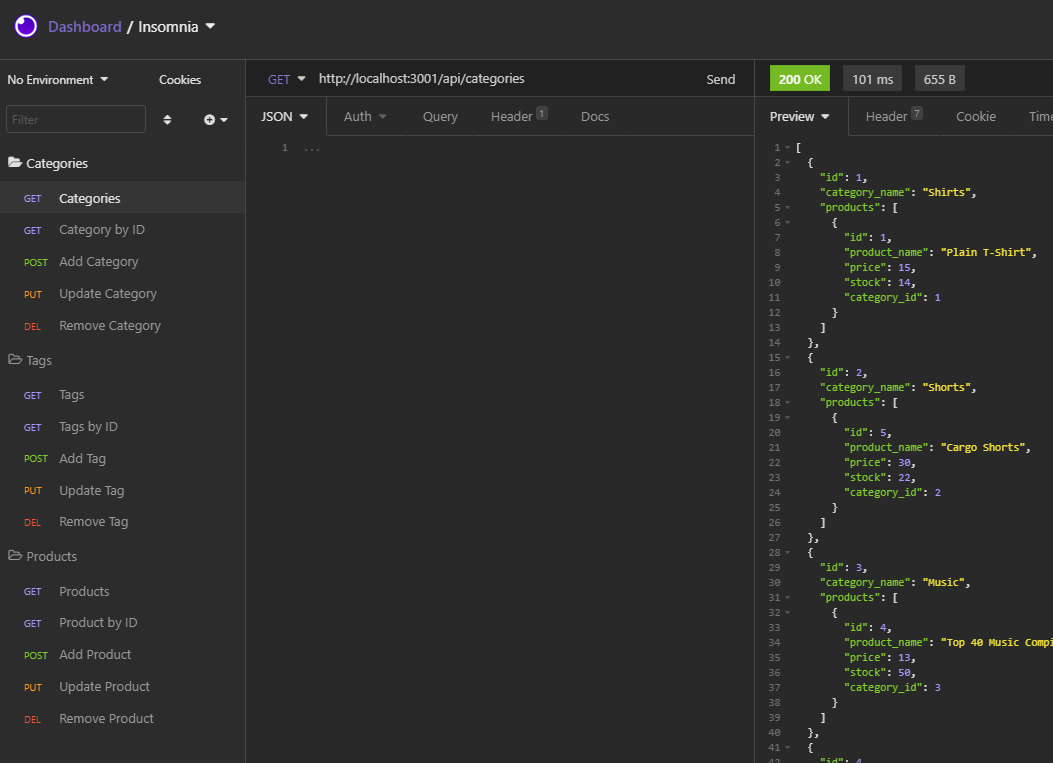 Dashboard / Insomnia
No Environment
Cookies
Filter
Categories
GET Categories
GET Category by ID
POST Add Category
PUT Update Category
DEL Remove Category
Tags
GET Tags
GET Tags by ID
POST Add Tag
PUT Update Tag
DEL Remove Tag
Products
GET Products
GET Product by ID
POST Add Product
PUT Update Product
DEL Remove Product
GET http://localhost:3001/api/categories Send
JSON Auth Query Header 1 Docs
1 ...
200 OK 101 ms 655 B
Preview Header 7 Cookie Time
1 [
2 {
3 "id": 1,
4 "category_name": "Shirts",
5 "products": [
6 {
7 "id": 1,
8 "product_name": "Plain T-Shirt",
9 "price": 15,
10 "stock": 14,
11 "category_id": 1
12 }
13 ]
14 },
15 {
16 "id": 2,
17 "category_name": "Shorts",
18 "products": [
19 {
20 "id": 5,
21 "product_name": "Cargo Shorts",
22 "price": 30,
23 "stock": 22,
24 "category_id": 2
25 }
26 ]
27 },
28 {
29 "id": 3,
30 "category_name": "Music",
31 "products": [
32 {
33 "id": 4,
34 "product_name": "Top 40 Music Compi
35 "price": 13,
36 "stock": 50,
37 "category_id": 3
38 }
39 ]
40 },
41 {
42 "id": 4,